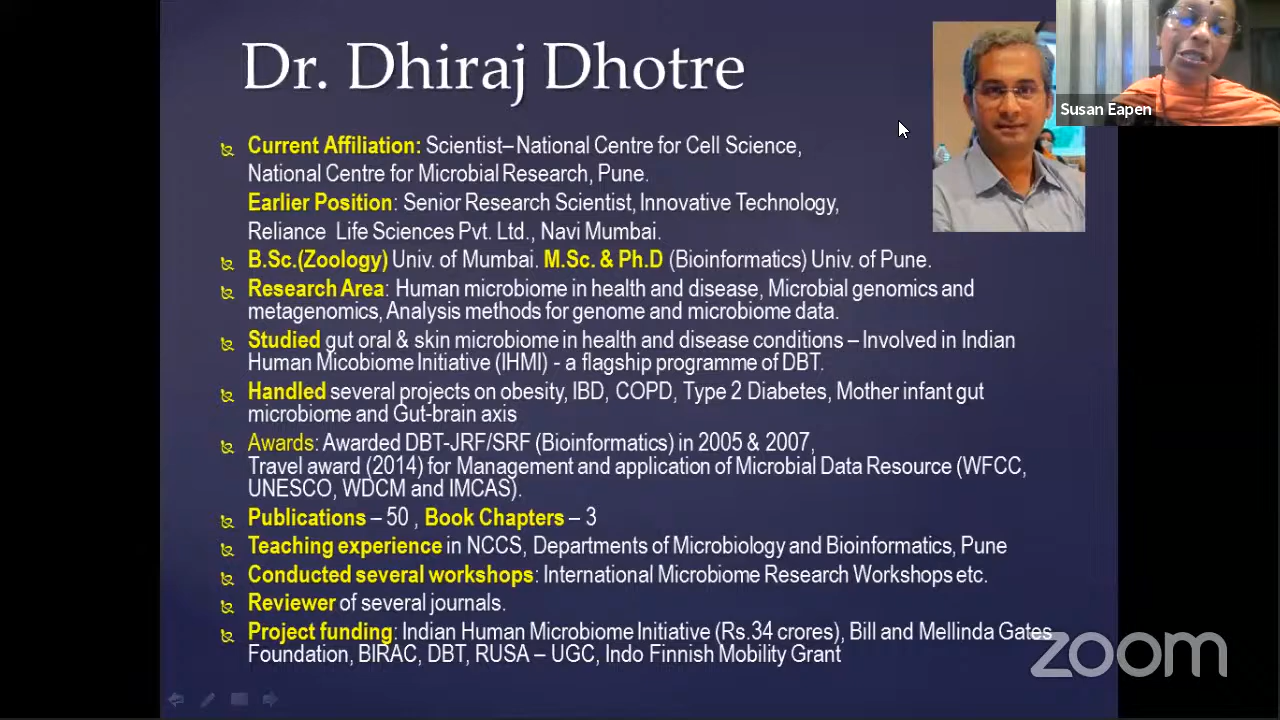 Dr. Dhiraj Dhotre
Susan Eapen
Current Affiliation: Scientist– National Centre for Cell Science,
National Centre for Microbial Research, Pune.
Earlier Position: Senior Research Scientist, Innovative Technology,
Reliance Life Sciences Pvt. Ltd., Navi Mumbai.
B.Sc.(Zoology) Univ. of Mumbai. M.Sc. & Ph.D (Bioinformatics) Univ. of Pune.
Research Area: Human microbiome in health and disease, Microbial genomics and
metagenomics, Analysis methods for genome and microbiome data.
Studied gut oral & skin microbiome in health and disease conditions – Involved in Indian
Human Micobiome Initiative (IHMI) - a flagship programme of DBT.
Handled several projects on obesity, IBD, COPD, Type 2 Diabetes, Mother infant gut
microbiome and Gut-brain axis
Awards: Awarded DBT-JRF/SRF (Bioinformatics) in 2005 & 2007,
Travel award (2014) for Management and application of Microbial Data Resource (WFCC,
UNESCO, WDCM and IMCAS).
Publications – 50 , Book Chapters – 3
Teaching experience in NCCS, Departments of Microbiology and Bioinformatics, Pune
Conducted several workshops: International Microbiome Research Workshops etc.
Reviewer of several journals.
Project funding: Indian Human Microbiome Initiative (Rs.34 crores), Bill and Mellinda Gates
Foundation, BIRAC, DBT, RUSA – UGC, Indo Finnish Mobility Grant
zoom